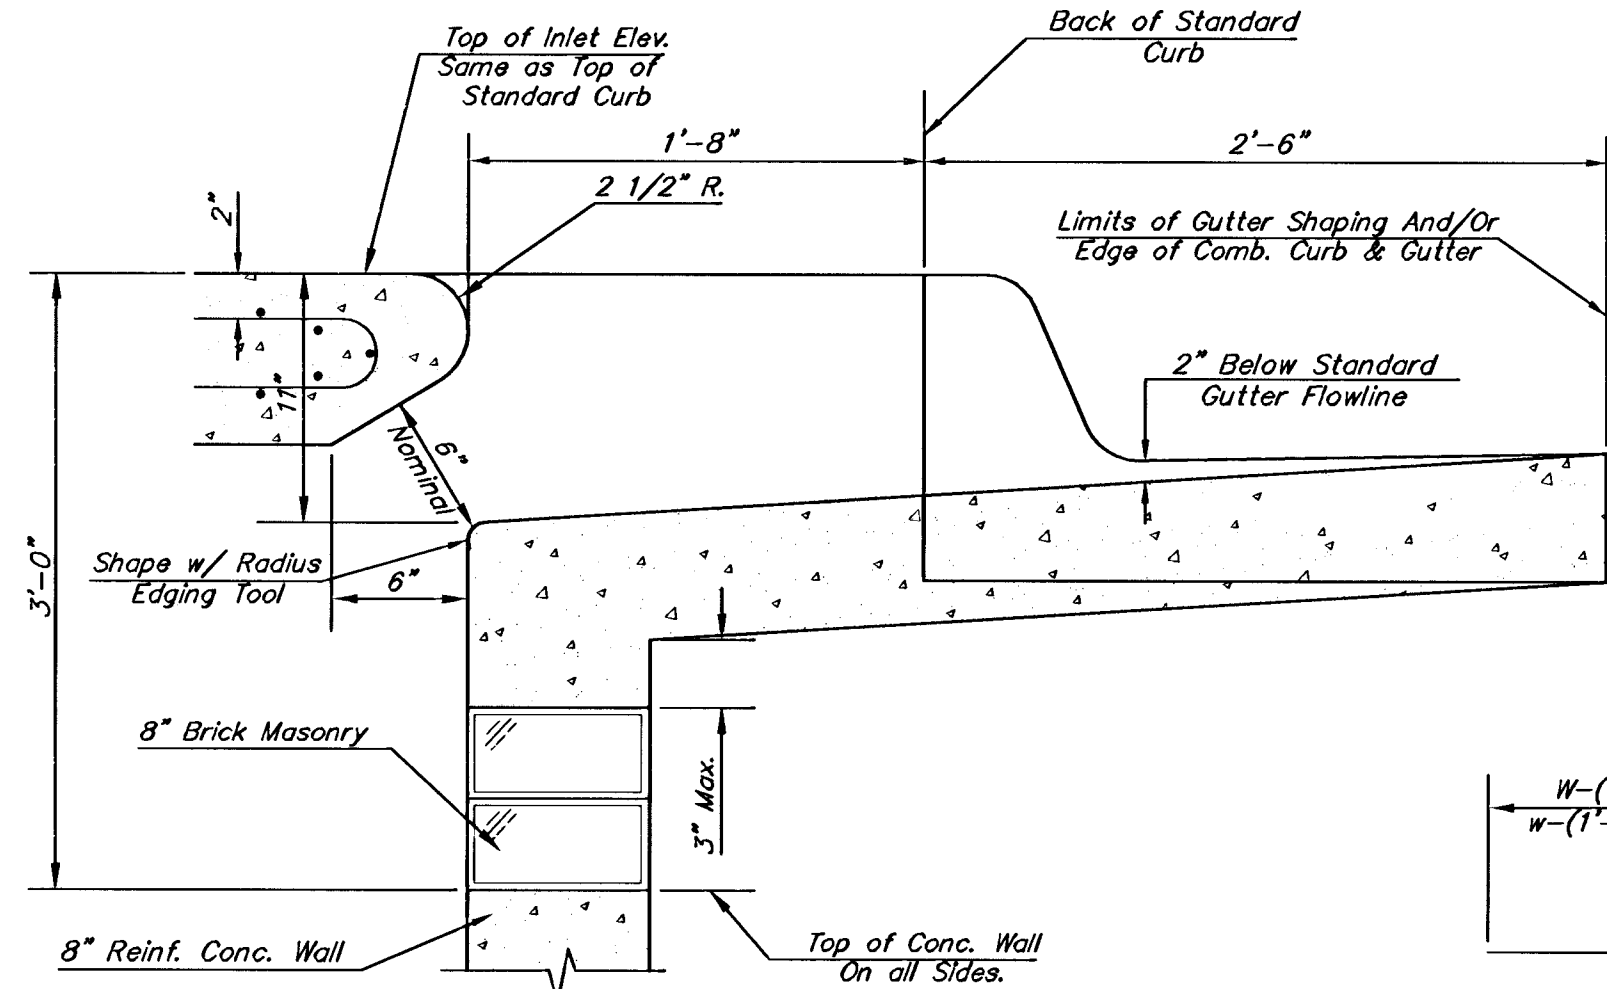 Top of Inlet Elev.
Same as Top of
Standard Curb
Back of Standard
Curb
1'-8"
2'-6"
2"
2 1/2" R.
Limits of Gutter Shaping And/Or
Edge of Comb. Curb & Gutter
2" Below Standard
Gutter Flowline
11"
6"
Nominal
3'-0"
Shape w/ Radius
Edging Tool
6"
8" Brick Masonry
3" Max.
W-(
w-(1'-
8" Reinf. Conc. Wall
Top of Conc. Wall
On all Sides.